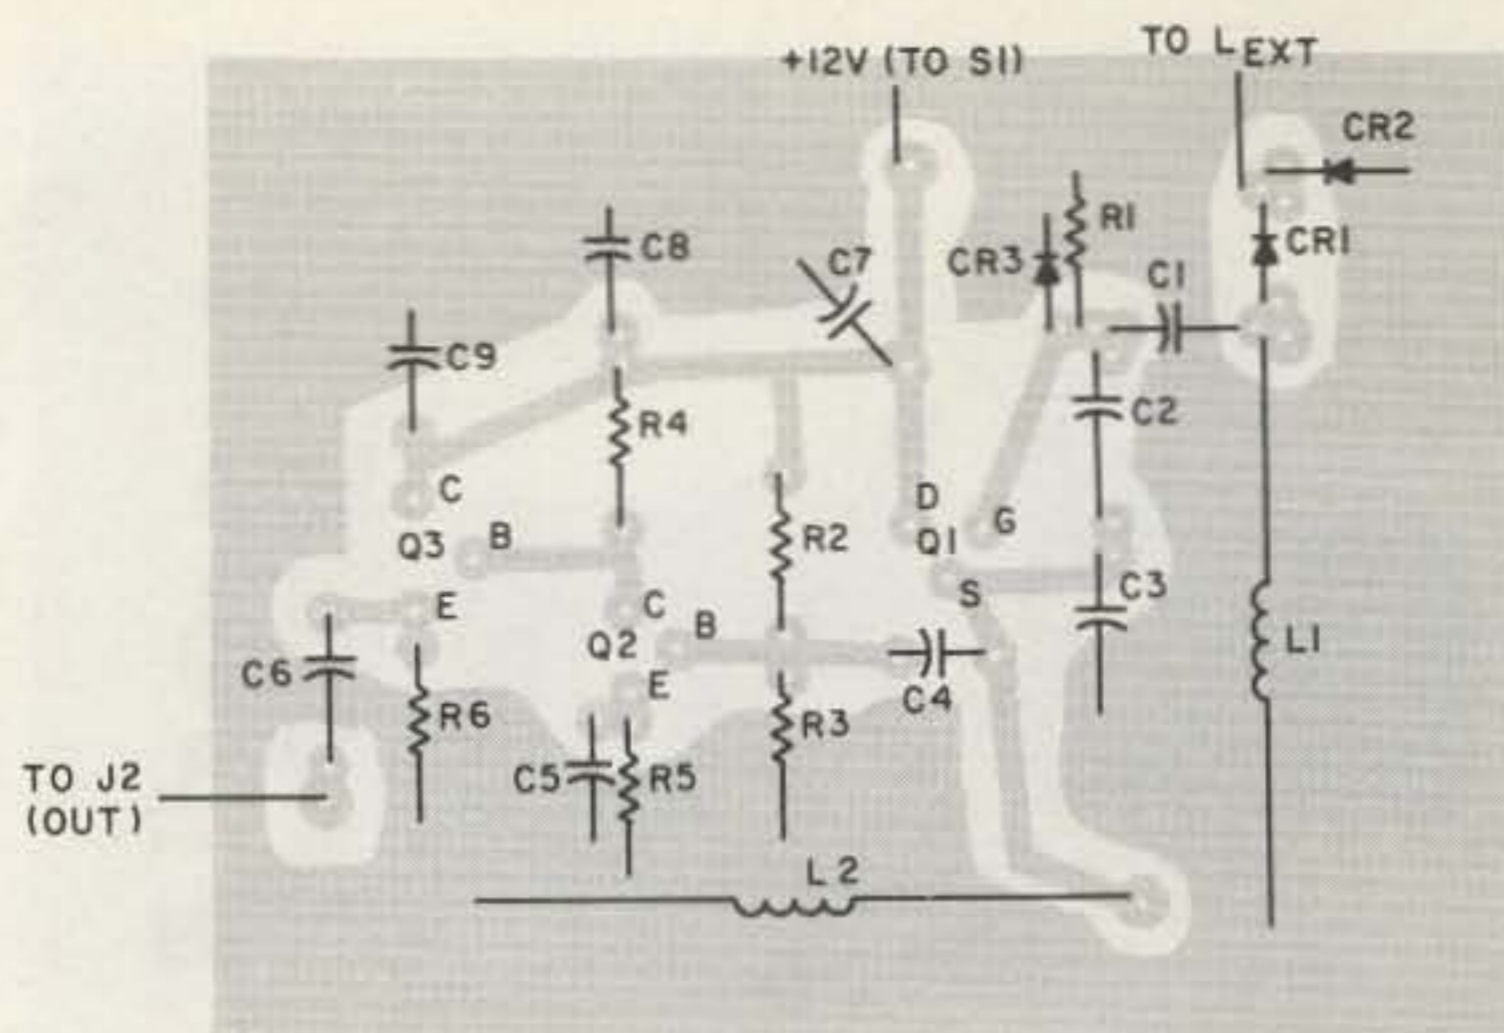 TO LEXT
+12V (TO S1)
CR2
R1
C8
C7
CR3
CR1
C1
C9
R4
C2
C
D
Q3
B
R2
Q1
G
E
C
B
S
C3
Q2
L1
C6
E
C4
R6
R3
TO J2
(OUT)
C5
R5
L2